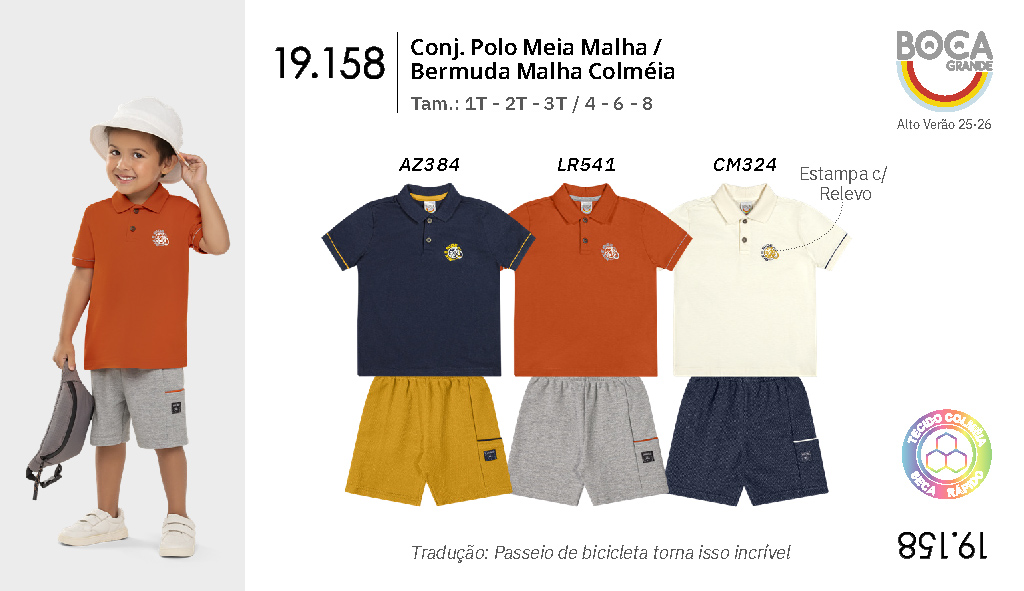 19.158
Conj. Polo Meia Malha /
Bermuda Malha Colméia
Tam.: 1T - 2T - 3T / 4 - 6 - 8
BOCA
GRANDE
Alto Verão 25-26
AZ384
LR541
CM324
Estampa c/
Relevo
TECIDO COLMÉIA
SECA RÁPIDO
Tradução: Passeio de bicicleta torna isso incrível
19.158